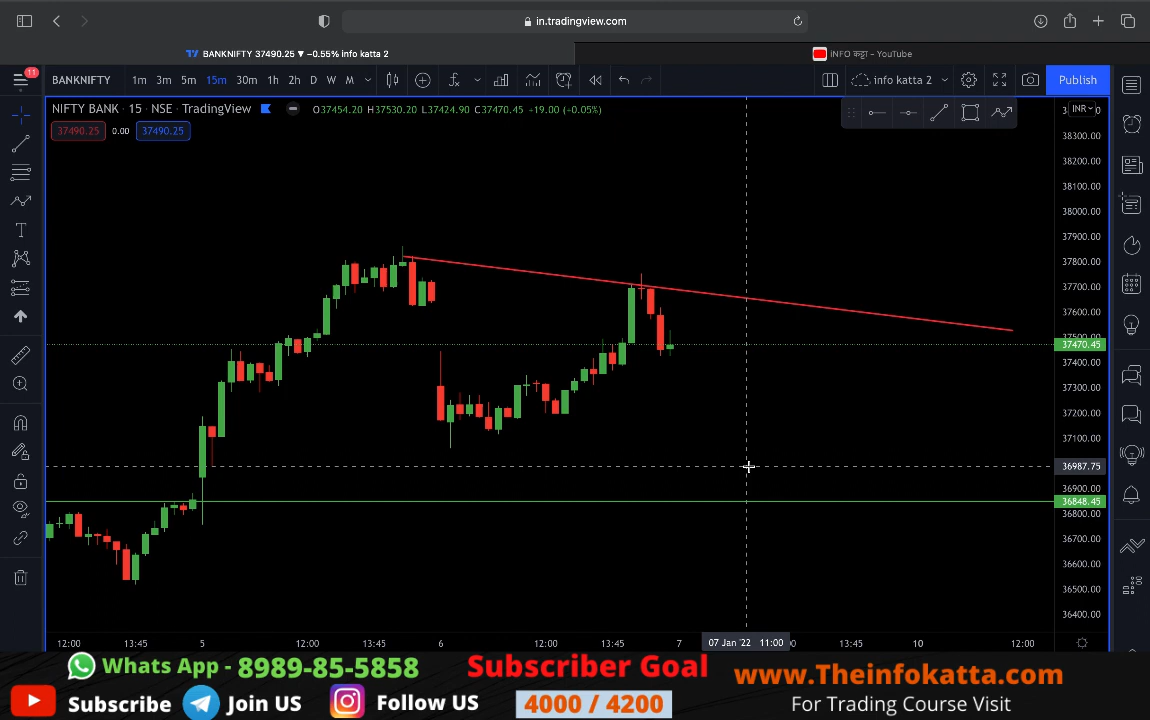 in.tradingview.com
BANKNIFTY 37490.25 ▼ −0.55% info katta 2
INFO कट्टा - YouTube
11
BANKNIFTY 1m 3m 5m 15m 30m 1h 2h D W M
info katta 2
Publish
NIFTY BANK · 15 · NSE · TradingView
O37454.20 H37530.20 L37424.90 C37470.45 +19.00 (+0.05%)
INR
37490.25 0.00 37490.25
38300.00
38200.00
38100.00
38000.00
37900.00
37800.00
37700.00
37600.00
37470.45
37400.00
37300.00
37200.00
37100.00
36987.75
36900.00
36848.45
36800.00
36700.00
36600.00
36500.00
36400.00
12:00 13:45 5 12:00 13:45 6 12:00 13:45 7 07 Jan '22 11:00 13:45 10 12:00
Whats App - 8989-85-5858
Subscriber Goal
www.Theinfokatta.com
Subscribe
Join US
Follow US
4000 / 4200
For Trading Course Visit